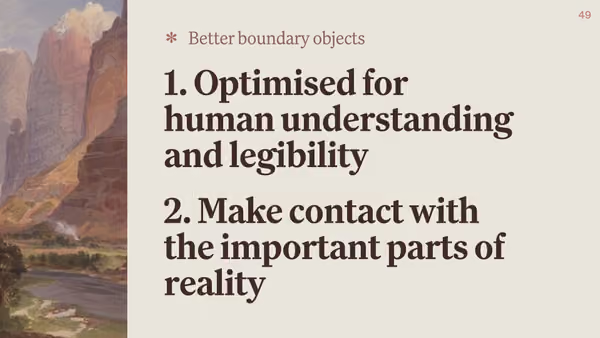 49
* Better boundary objects
1. Optimised for
human understanding
and legibility
2. Make contact with
the important parts of
reality